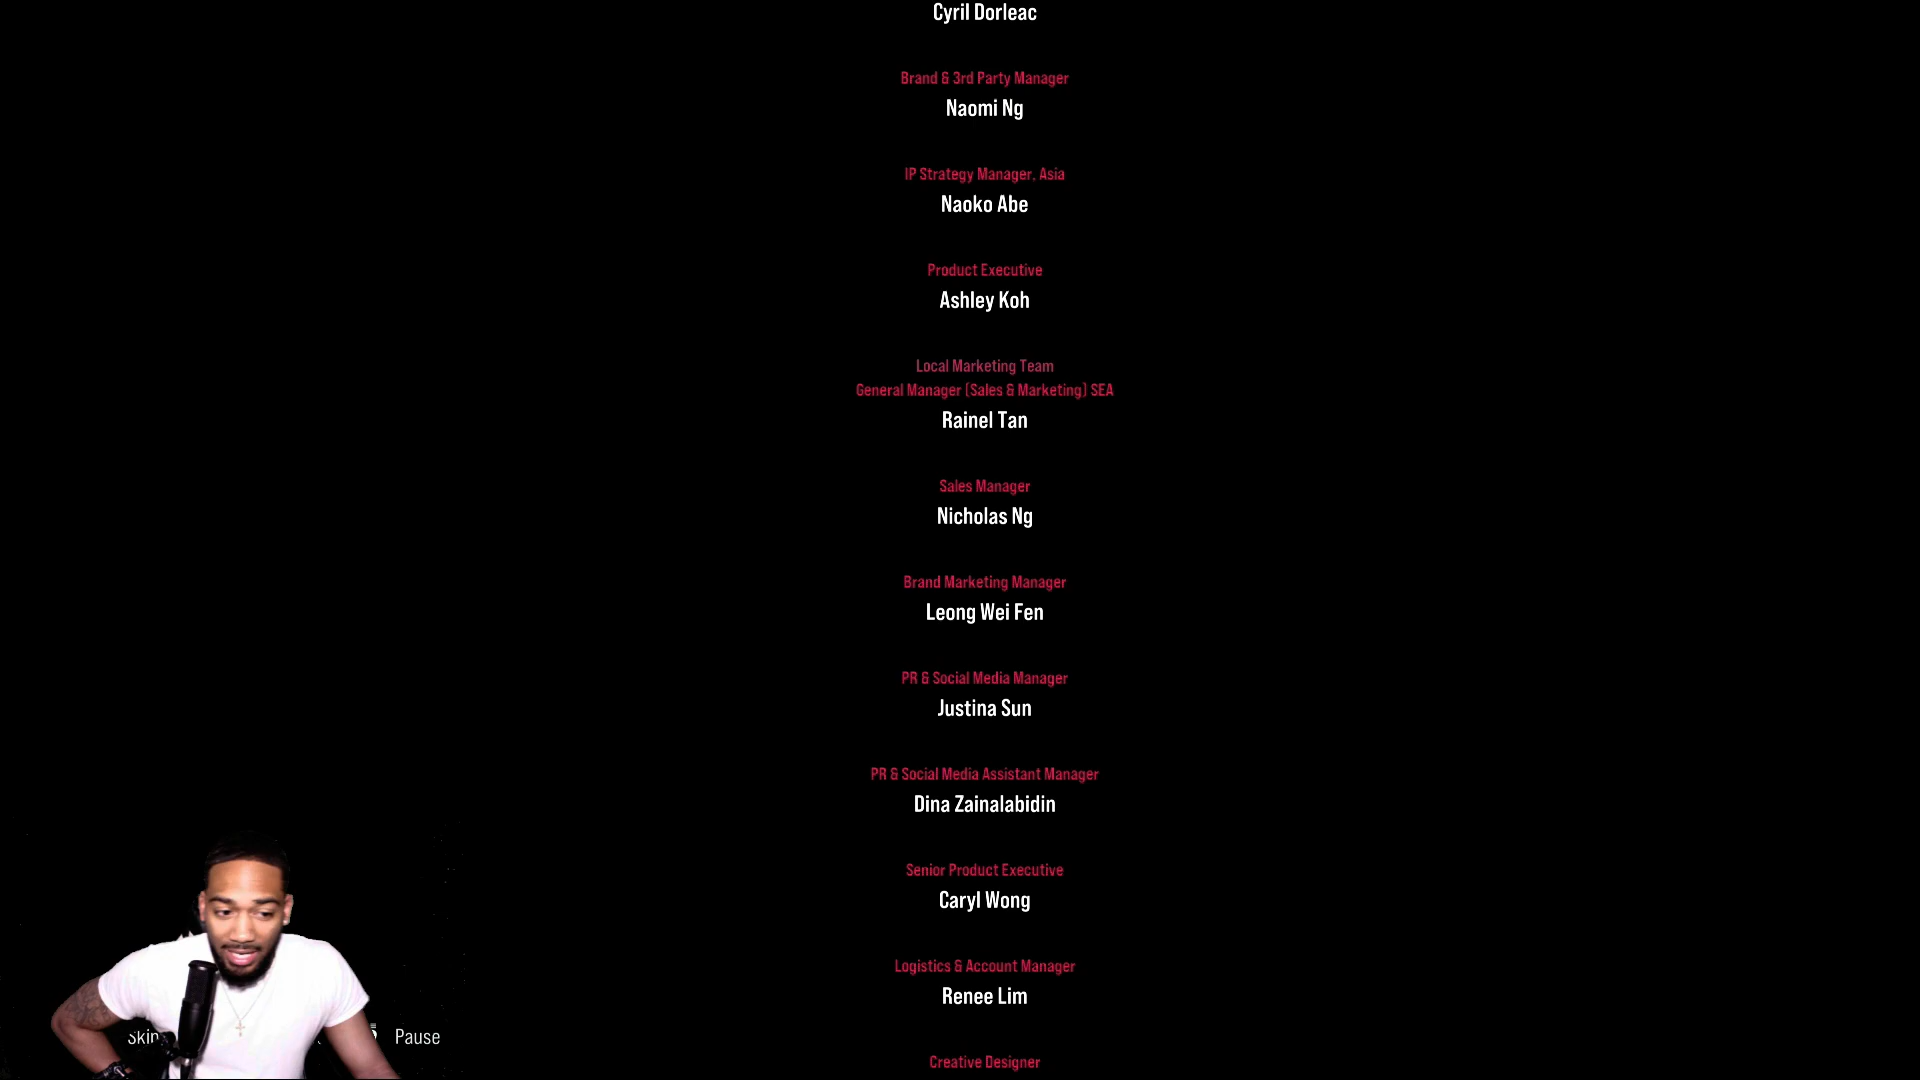 Cyril Dorleac
Brand & 3rd Party Manager
Naomi Ng
IP Strategy Manager, Asia
Naoko Abe
Product Executive
Ashley Koh
Local Marketing Team
General Manager (Sales & Marketing) SEA
Rainel Tan
Sales Manager
Nicholas Ng
Brand Marketing Manager
Leong Wei Fen
PR & Social Media Manager
Justina Sun
PR & Social Media Assistant Manager
Dina Zainalabidin
Senior Product Executive
Caryl Wong
Logistics & Account Manager
Renee Lim
Pause
Creative Designer